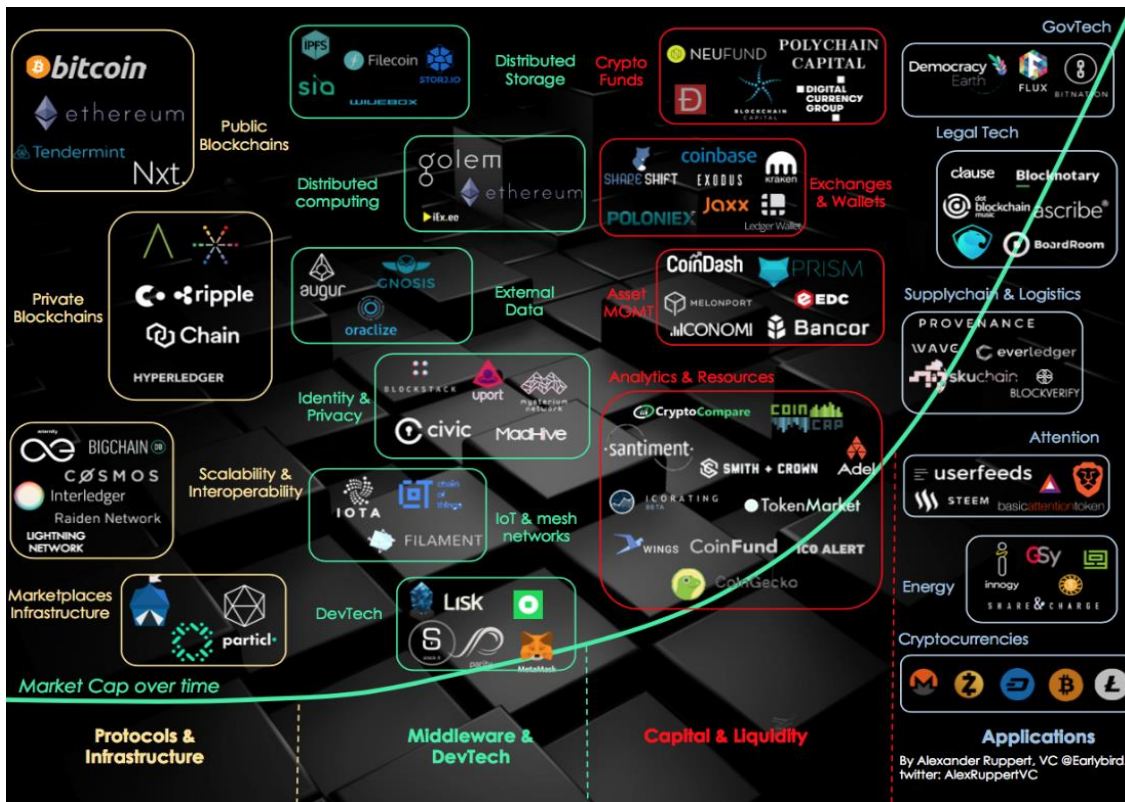 bitcoin
ethereum
Tendermint
Nxt.
Public
Blockchains
IPFS
Filecoin
sia
STORJ.IO
Distributed
Storage
Crypto
Funds
NEUFUND
POLYCHAIN
CAPITAL
BLOCKCHAIN
CAPITAL
DIGITAL
CURRENCY
GROUP
GovTech
Democracy
Earth
FLUX
BITNATION
Private
Blockchains
ripple
Chain
HYPERLEDGER
Distributed
computing
golem
ethereum
iEx.ec
SHAPESHIFT
coinbase
EXODUS
KRAKEN
POLONIEX
Jaxx
Ledger Wallet
Exchanges
& Wallets
Legal Tech
clause
Blocknotary
dot
blockchain
music
ascribe
BoardRoom
augur
GNOSIS
oraclize
External
Data
Asset
MGMT
CoinDash
PRISM
MELONPORT
EDC
ICONOMI
Bancor
Supplychain & Logistics
PROVENANCE
WAVE
everledger
skuchain
BLOCKVERIFY
Identity &
Privacy
BLOCKSTACK
uport
mysterium
network
civic
MadHive
Analytics & Resources
CryptoCompare
COIN
CAP
santiment
SMITH + CROWN
Adel
ICORATING
BETA
TokenMarket
WINGS
CoinFund
ICO ALERT
CoinGecko
Attention
userfeeds
STEEM
basicattentiontoken
aeternity
BIGCHAIN DB
COSMOS
Interledger
Raiden Network
LIGHTNING
NETWORK
Scalability &
Interoperability
IOTA
chain
of
things
FILAMENT
IoT & mesh
networks
Energy
innogy
GSy
SHARE&CHARGE
Marketplaces
Infrastructure
particl
DevTech
LISK
parity
MetaMask
Cryptocurrencies
Market Cap over time
Protocols &
Infrastructure
Middleware &
DevTech
Capital & Liquidity
Applications
By Alexander Ruppert, VC @Earlybird.
twitter: AlexRuppertVC